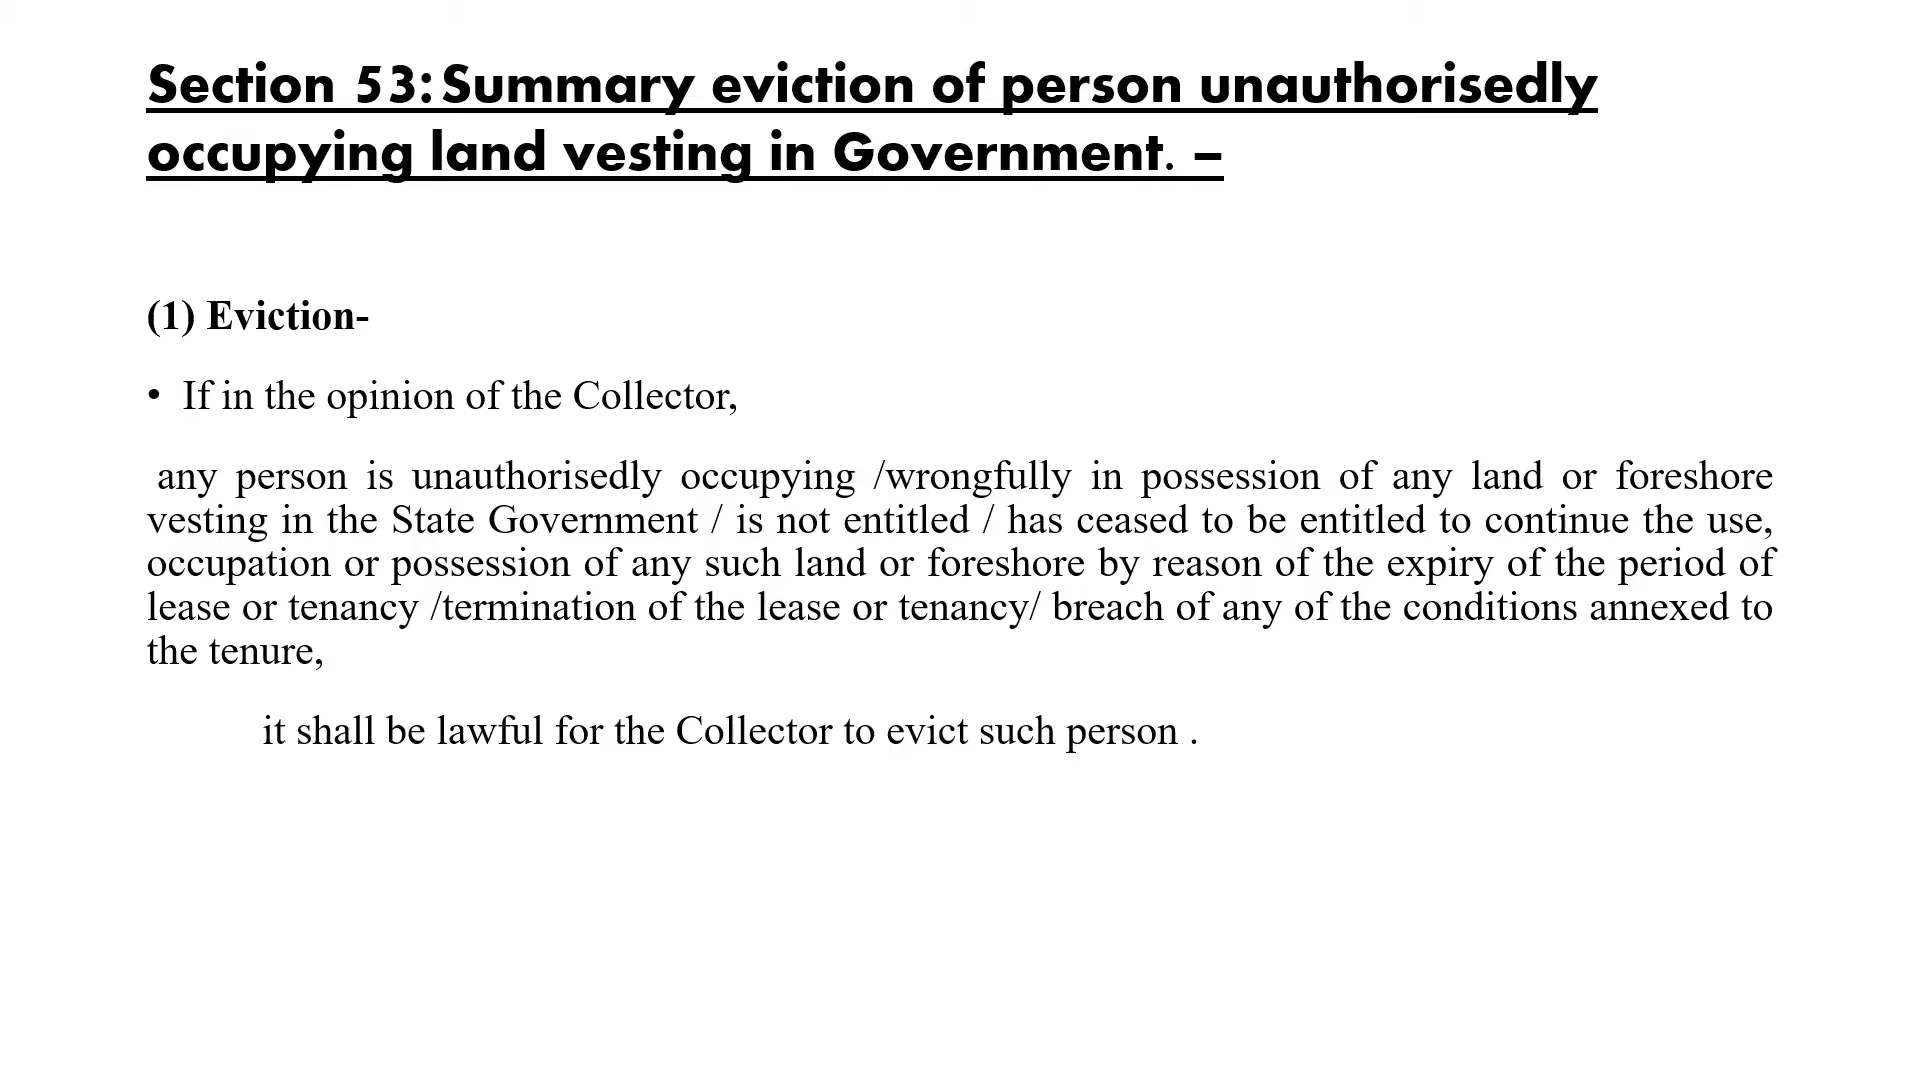 Section 53: Summary eviction of person unauthorisedly
occupying land vesting in Government. –
(1) Eviction-
• If in the opinion of the Collector,
any person is unauthorisedly occupying /wrongfully in possession of any land or foreshore
vesting in the State Government / is not entitled / has ceased to be entitled to continue the use,
occupation or possession of any such land or foreshore by reason of the expiry of the period of
lease or tenancy /termination of the lease or tenancy/ breach of any of the conditions annexed to
the tenure,
it shall be lawful for the Collector to evict such person .